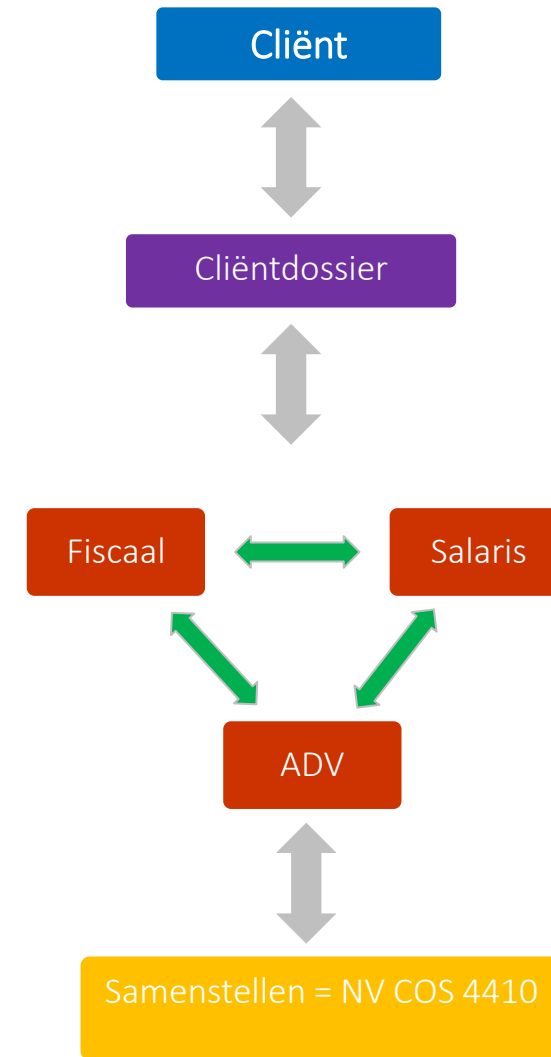 Cliënt
Cliëntdossier
Fiscaal
Salaris
ADV
Samenstellen = NV COS 4410